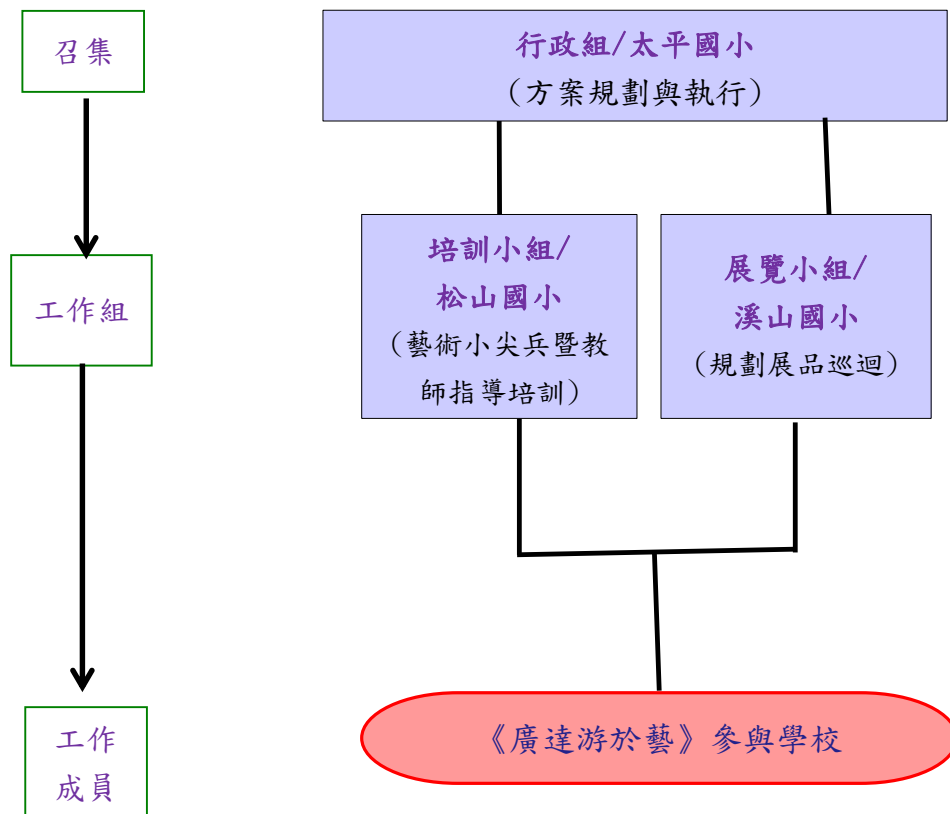 召集
行政組/太平國小
（方案規劃與執行）
工作組
培訓小組/
松山國小
（藝術小尖兵暨教
師指導培訓）
展覽小組/
溪山國小
（規劃展品巡迴）
工作
成員
《廣達游於藝》參與學校